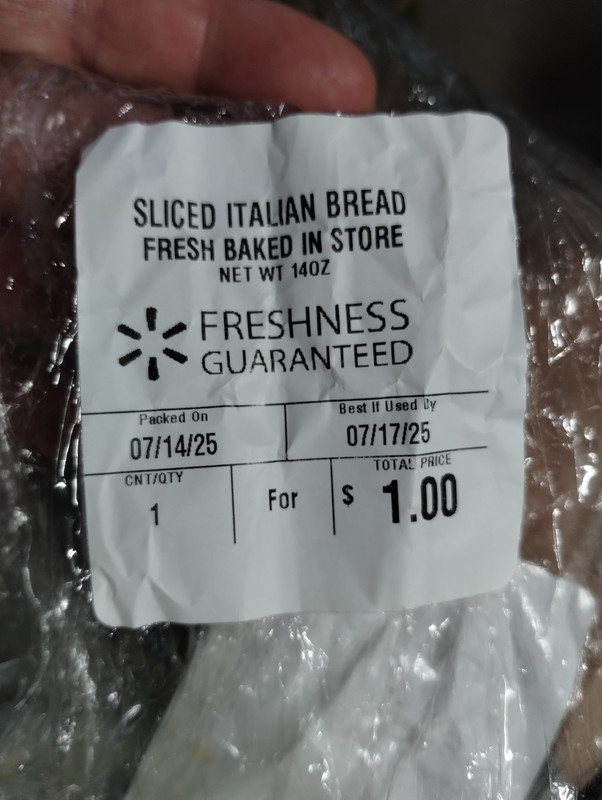 SLICED ITALIAN BREAD
FRESH BAKED IN STORE
NET WT 14OZ
FRESHNESS
GUARANTEED
Packed On
07/14/25
Best If Used By
07/17/25
CNT/QTY
1
For
TOTAL PRICE
$ 1.00